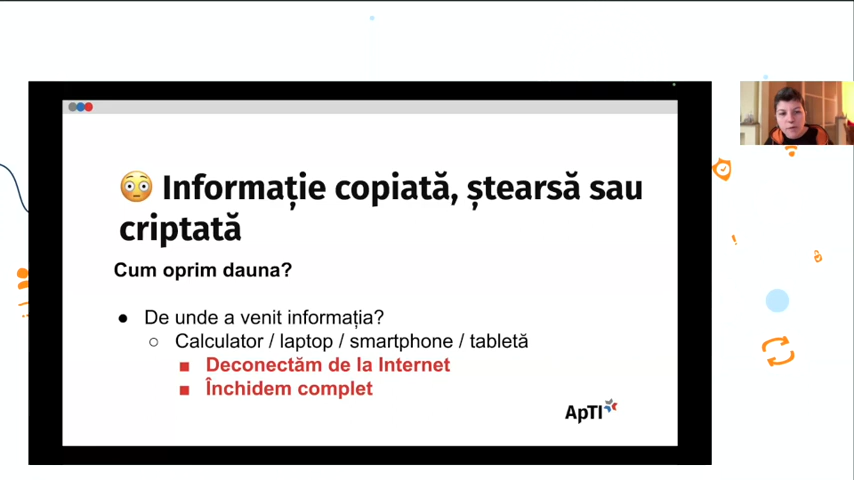 😳 Informație copiată, ștearsă sau
criptată
Cum oprim dauna?
● De unde a venit informația?
○ Calculator / laptop / smartphone / tabletă
■ Deconectăm de la Internet
■ Închidem complet
ApTI